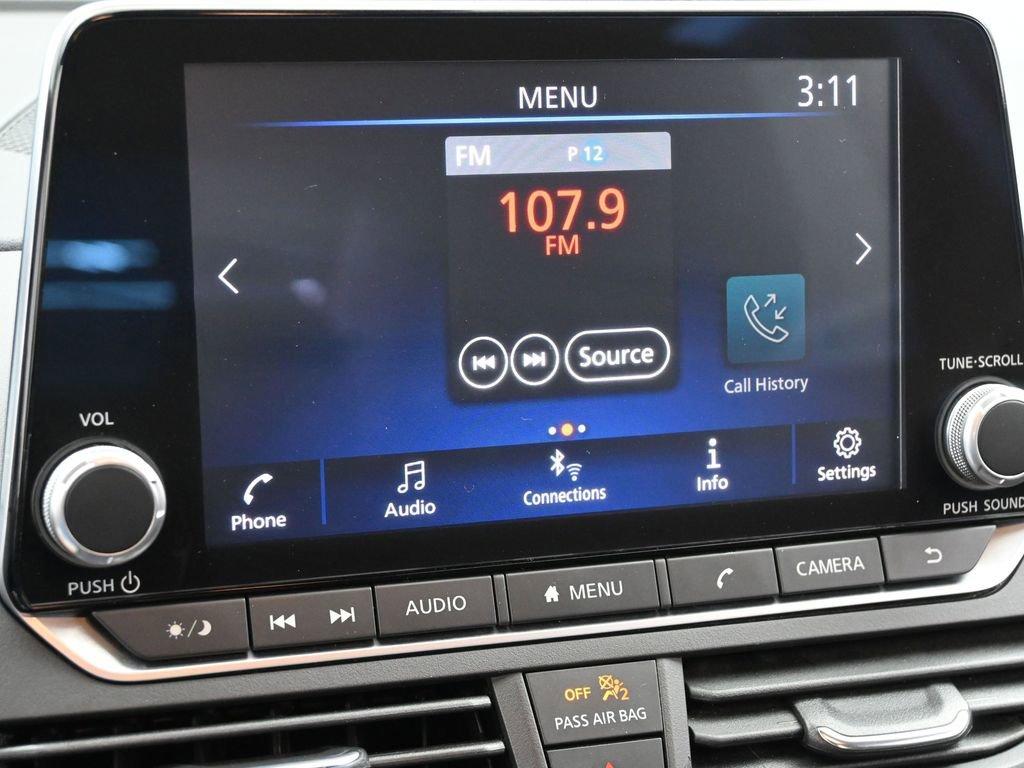 MENU
3:11
FM P 12
107.9
FM
Source
Call History
VOL
TUNE·SCROLL
Phone
Audio
Connections
Info
Settings
PUSH
PUSH SOUND
AUDIO
MENU
CAMERA
OFF 2
PASS AIR BAG